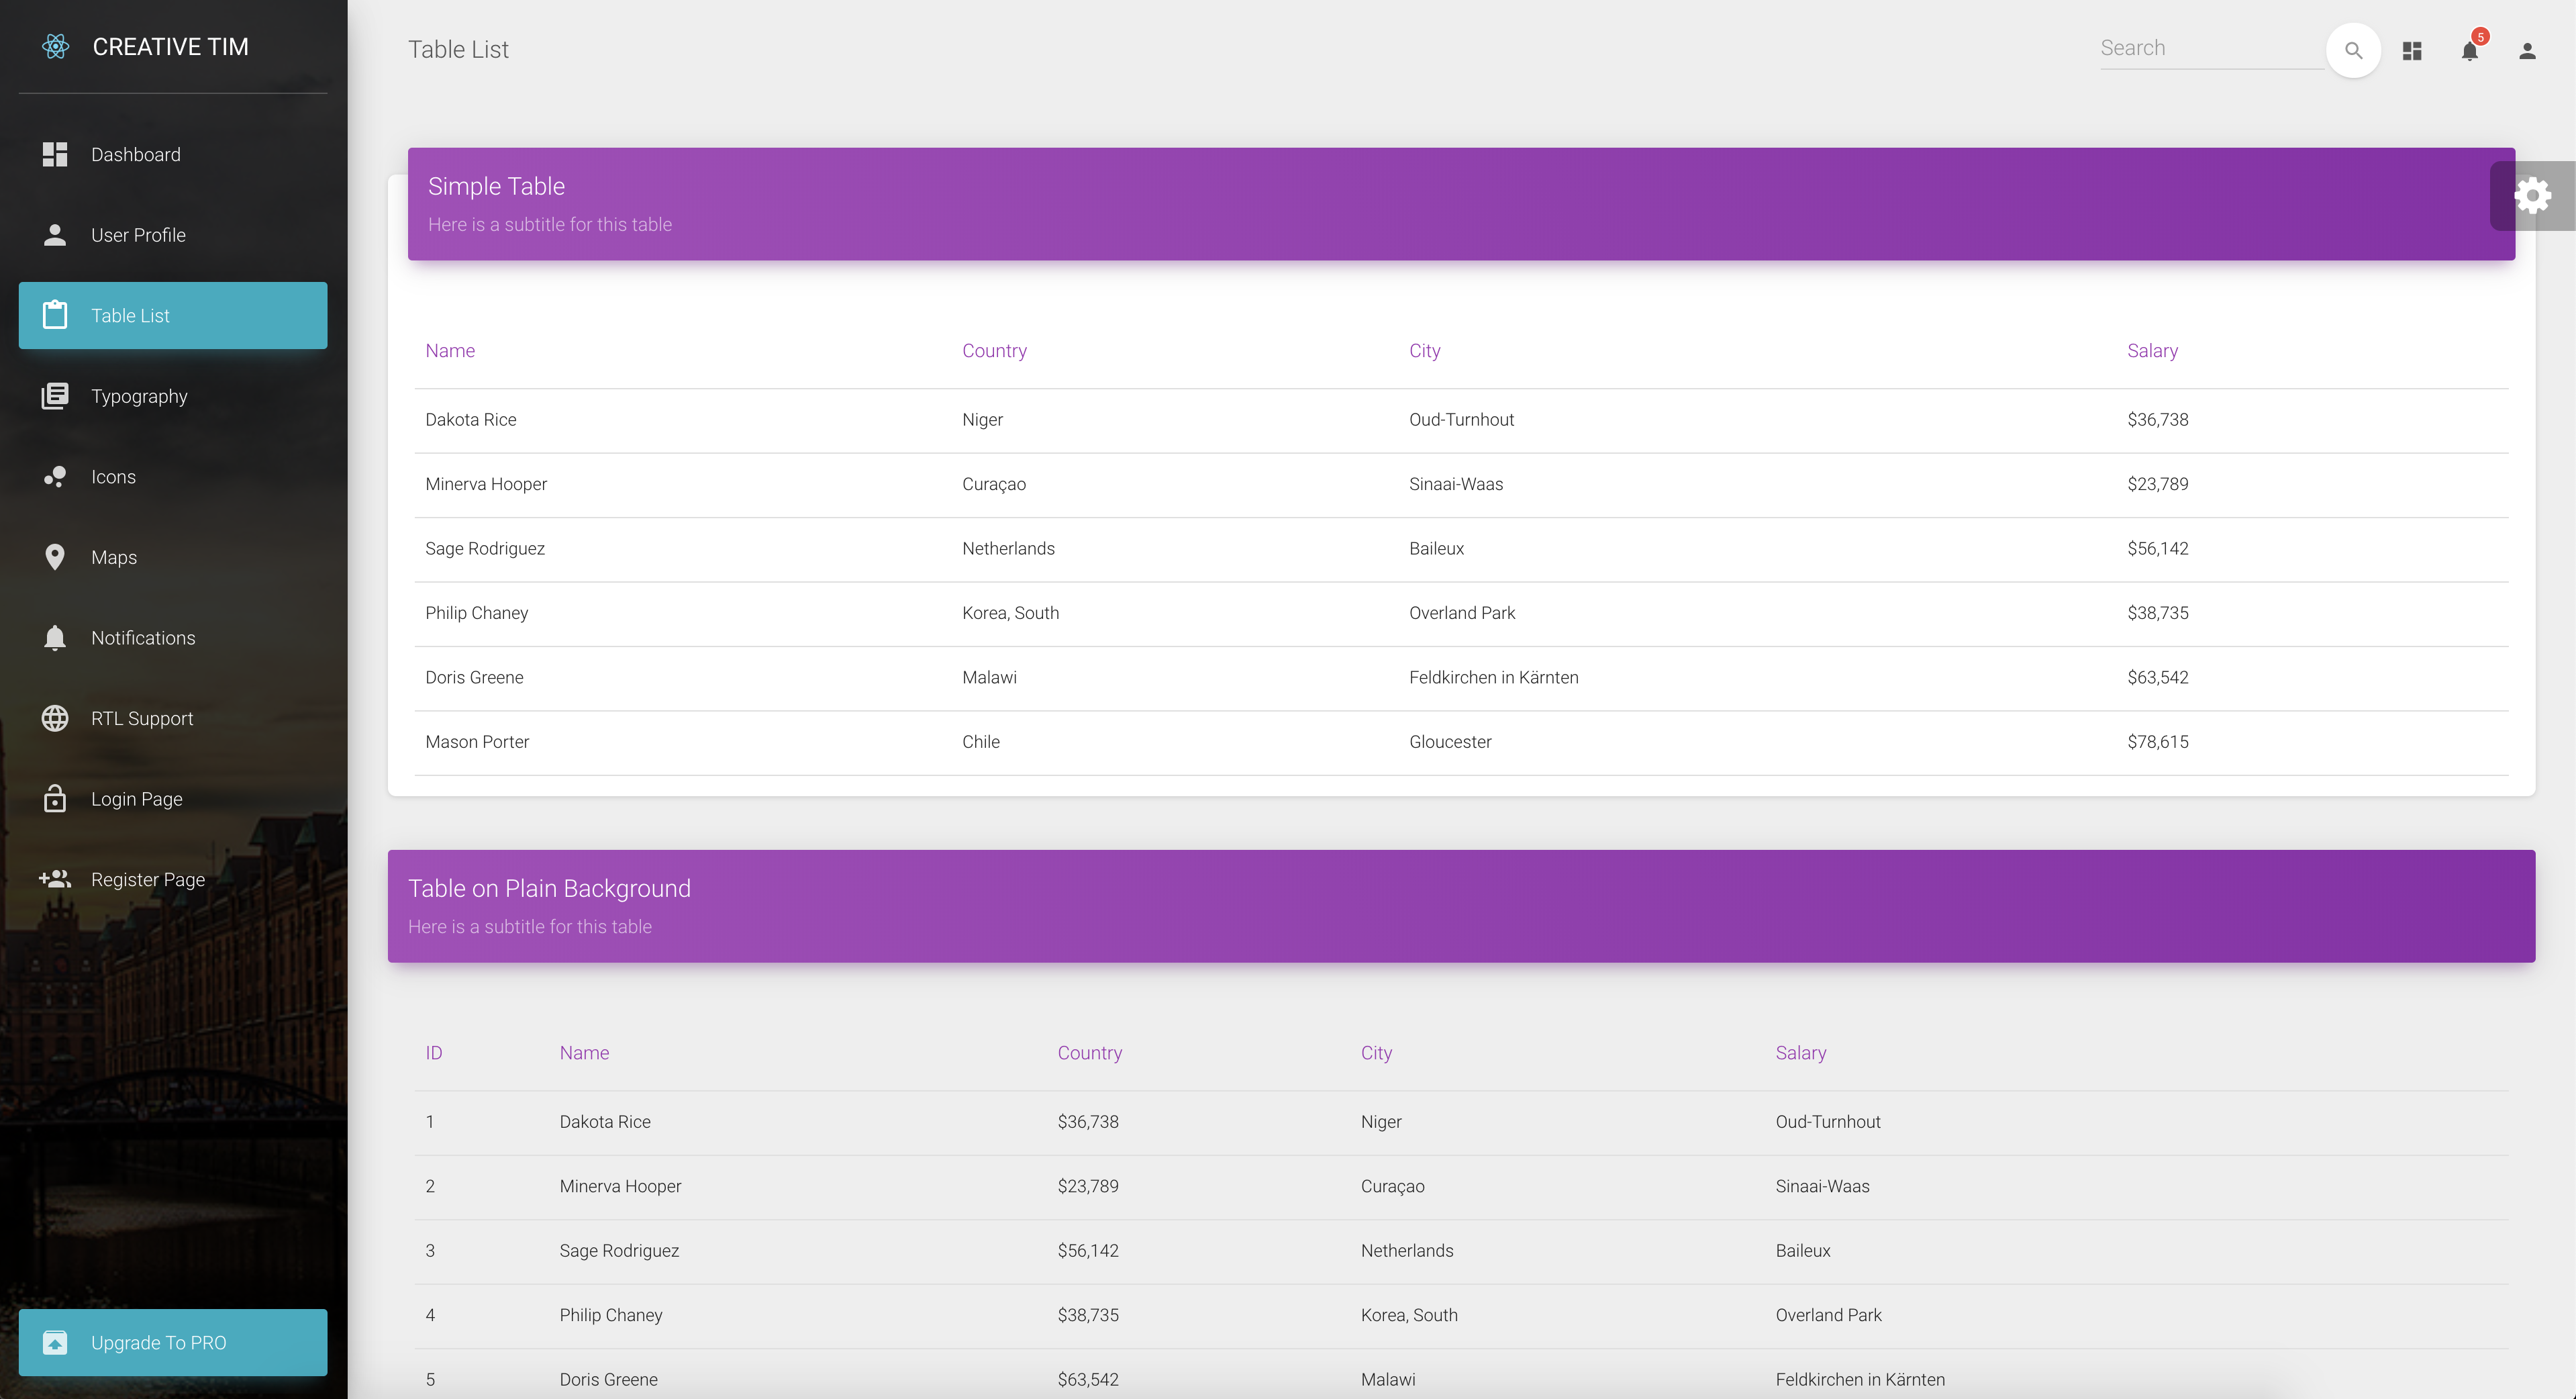 CREATIVE TIM
Dashboard
User Profile
Table List
Typography
Icons
Maps
Notifications
RTL Support
Login Page
Register Page
Upgrade To PRO
Table List
Search
5
Simple Table
Here is a subtitle for this table
Name Country City Salary
Dakota Rice Niger Oud-Turnhout $36,738
Minerva Hooper Curaçao Sinaai-Waas $23,789
Sage Rodriguez Netherlands Baileux $56,142
Philip Chaney Korea, South Overland Park $38,735
Doris Greene Malawi Feldkirchen in Kärnten $63,542
Mason Porter Chile Gloucester $78,615
Table on Plain Background
Here is a subtitle for this table
ID Name Country City Salary
1 Dakota Rice $36,738 Niger Oud-Turnhout
2 Minerva Hooper $23,789 Curaçao Sinaai-Waas
3 Sage Rodriguez $56,142 Netherlands Baileux
4 Philip Chaney $38,735 Korea, South Overland Park
5 Doris Greene $63,542 Malawi Feldkirchen in Kärnten